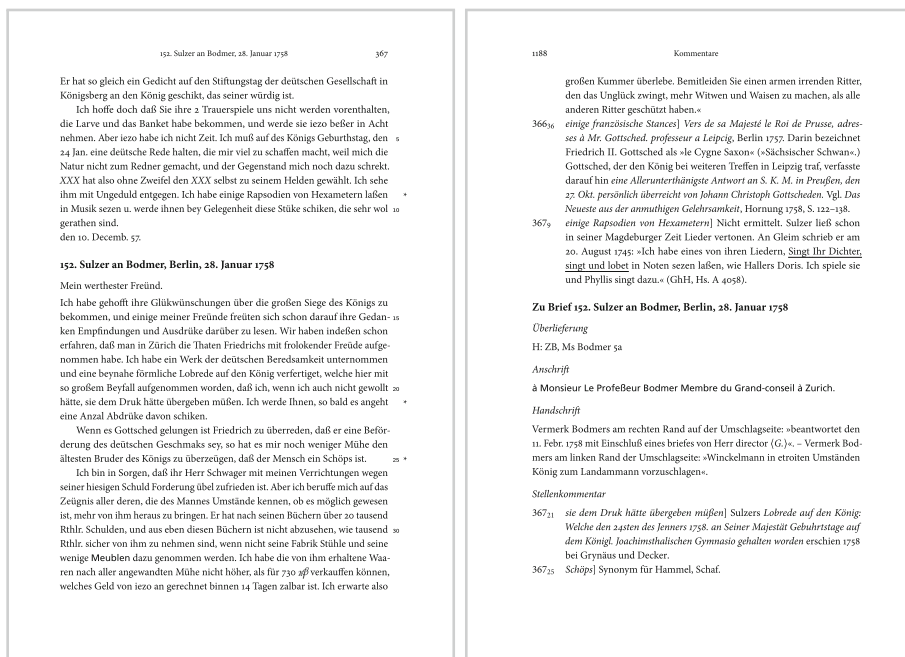 152. Sulzer an Bodmer, 28. Januar 1758 367
Er hat so gleich ein Gedicht auf den Stiftungstag der deütschen Gesellschaft in
Königsberg an den König geschikt, das seiner würdig ist.
Ich hoffe doch daß Sie ihre 2 Trauerspiele uns nicht werden vorenthalten,
die Larve und das Banket habe bekommen, und werde sie iezo beßer in Acht
nehmen. Aber iezo habe ich nicht Zeit. Ich muß auf des Königs Geburthstag, den 5
24 Jan. eine deütsche Rede halten, die mir viel zu schaffen macht, weil mich die
Natur nicht zum Redner gemacht, und der Gegenstand mich noch dazu schrekt.
XXX hat also ohne Zweifel den XXX selbst zu seinem Helden gewählt. Ich sehe
ihm mit Ungeduld entgegen. Ich habe einige Rapsodien von Hexametern laßen *
in Musik sezen u. werde ihnen bey Gelegenheit diese Stüke schiken, die sehr wol 10
gerathen sind.
den 10. Decemb. 57.
152. Sulzer an Bodmer, Berlin, 28. Januar 1758
Mein werthester Freünd.
Ich habe gehofft ihre Glükwünschungen über die großen Siege des Königs zu
bekommen, und einige meiner Freünde freüten sich schon darauf ihre Gedan- 15
ken Empfindungen und Ausdrüke darüber zu lesen. Wir haben indeßen schon
erfahren, daß man in Zürich die Thaten Friedrichs mit frolokender Freüde aufge-
nommen habe. Ich habe ein Werk der deütschen Beredsamkeit unternommen
und eine beynahe förmliche Lobrede auf den König verfertiget, welche hier mit
so großem Beyfall aufgenommen worden, daß ich, wenn ich auch nicht gewollt 20
hätte, sie dem Druk hätte übergeben müßen. Ich werde Ihnen, so bald es angeht *
eine Anzal Abdrüke davon schiken.
Wenn es Gottsched gelungen ist Friedrich zu überreden, daß er eine Beför-
derung des deütschen Geschmaks sey, so hat es mir noch weniger Mühe den
ältesten Bruder des Königs zu überzeügen, daß der Mensch ein Schöps ist. 25 *
Ich bin in Sorgen, daß ihr Herr Schwager mit meinen Verrichtungen wegen
seiner hiesigen Schuld Forderung übel zufrieden ist. Aber ich beruffe mich auf das
Zeügnis aller deren, die des Mannes Umstände kennen, ob es möglich gewesen
ist, mehr von ihm heraus zu bringen. Er hat nach seinen Büchern über 20 tausend
Rthlr. Schulden, und aus eben diesen Büchern ist nicht abzusehen, wie tausend 30
Rthlr. sicher von ihm zu nehmen sind, wenn nicht seine Fabrik Stühle und seine
wenige Meublen dazu genommen werden. Ich habe die von ihm erhaltene Waa-
ren nach aller angewandten Mühe nicht höher, als für 730 verkauffen können,
welches Geld von iezo an gerechnet binnen 14 Tagen zalbar ist. Ich erwarte also
1188 Kommentare
großen Kummer überlebe. Bemitleiden Sie einen armen irrenden Ritter,
den das Unglück zwingt, mehr Witwen und Waisen zu machen, als alle
anderen Ritter geschützt haben.«
366₃₆ einige französische Stances] Vers de sa Majesté le Roi de Prusse, adres-
ses à Mr. Gottsched. professeur a Leipcig, Berlin 1757. Darin bezeichnet
Friedrich II. Gottsched als »le Cygne Saxon« (»Sächsischer Schwan«.)
Gottsched, der den König bei weiteren Treffen in Leipzig traf, verfasste
darauf hin eine Allerunterthänigste Antwort an S. K. M. in Preußen, den
27. Okt. persönlich überreicht von Johann Christoph Gottscheden. Vgl. Das
Neueste aus der anmuthigen Gelehrsamkeit, Hornung 1758, S. 122–138.
367₉ einige Rapsodien von Hexametern] Nicht ermittelt. Sulzer ließ schon
in seiner Magdeburger Zeit Lieder vertonen. An Gleim schrieb er am
20. August 1745: »Ich habe eines von ihren Liedern, Singt Ihr Dichter,
singt und lobet in Noten sezen laßen, wie Hallers Doris. Ich spiele sie
und Phyllis singt dazu.« (GhH, Hs. A 4058).
Zu Brief 152. Sulzer an Bodmer, Berlin, 28. Januar 1758
Überlieferung
H: ZB, Ms Bodmer 5a
Anschrift
à Monsieur Le Profeßeur Bodmer Membre du Grand-conseil à Zurich.
Handschrift
Vermerk Bodmers am rechten Rand auf der Umschlagseite: »beantwortet den
11. Febr. 1758 mit Einschluß eines briefes von Herr director ⟨G.⟩«. – Vermerk Bod-
mers am linken Rand der Umschlagseite: »Winckelmann in etroiten Umständen
König zum Landammann vorzuschlagen«.
Stellenkommentar
367₂₁ sie dem Druk hätte übergeben müßen] Sulzers Lobrede auf den König:
Welche den 24sten des Jenners 1758. an Seiner Majestät Gebuhrtstage auf
dem Königl. Joachimsthalischen Gymnasio gehalten worden erschien 1758
bei Grynäus und Decker.
367₂₅ Schöps] Synonym für Hammel, Schaf.